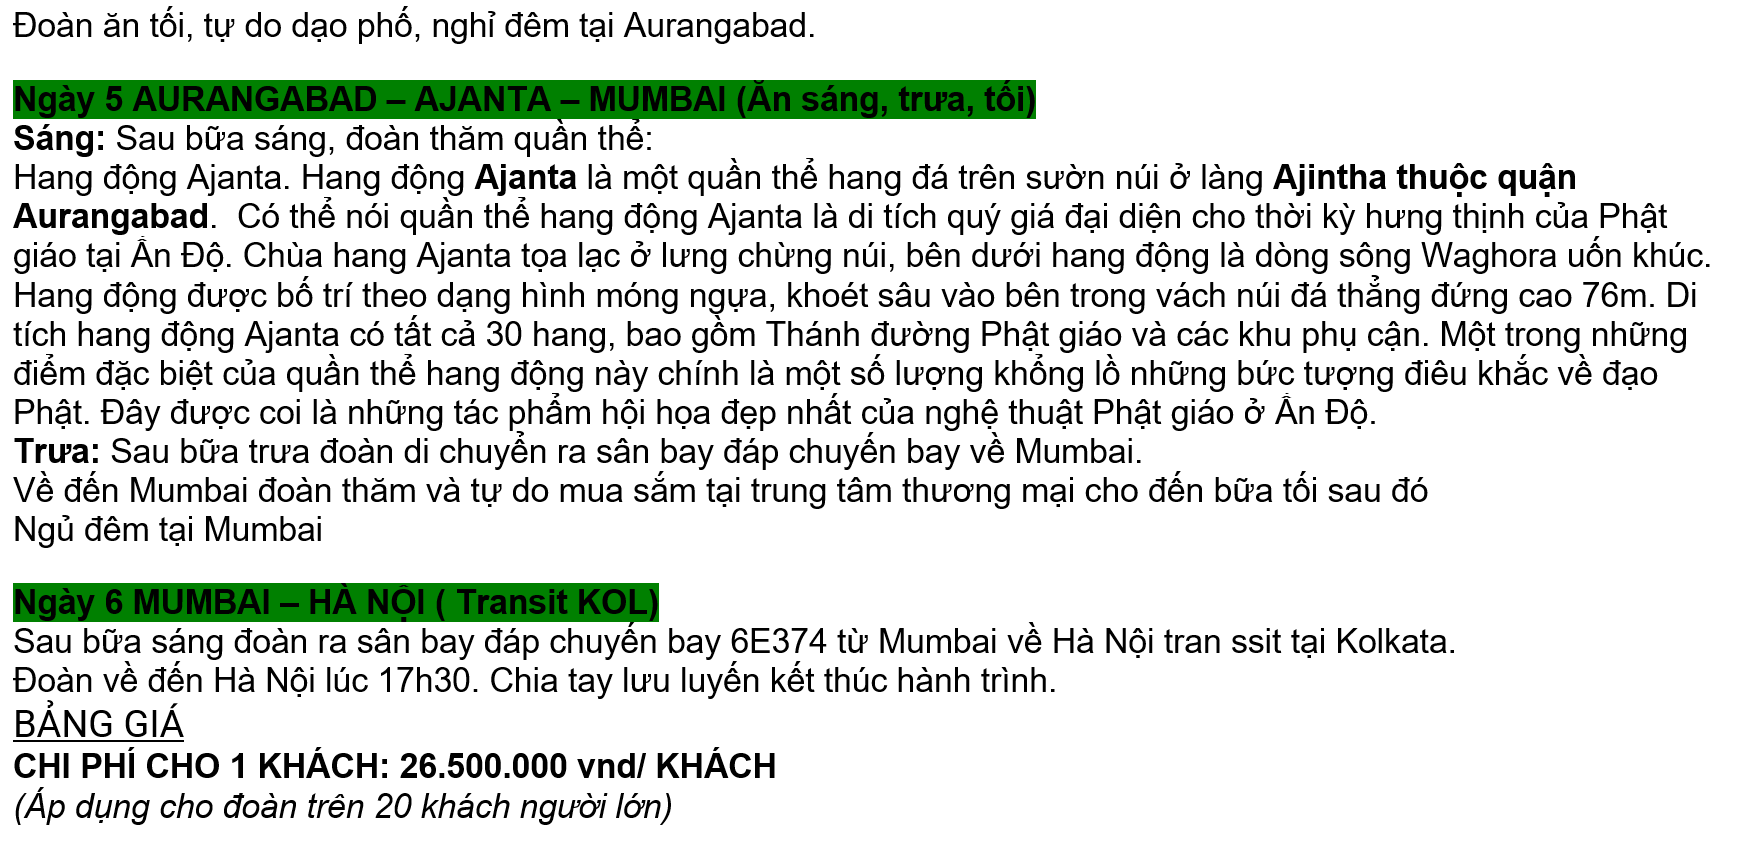 Đoàn ăn tối, tự do dạo phố, nghỉ đêm tại Aurangabad.
Ngày 5 AURANGABAD – AJANTA – MUMBAI (Ăn sáng, trưa, tối)
Sáng: Sau bữa sáng, đoàn thăm quần thể:
Hang động Ajanta. Hang động Ajanta là một quần thể hang đá trên sườn núi ở làng Ajintha thuộc quận
Aurangabad.  Có thể nói quần thể hang động Ajanta là di tích quý giá đại diện cho thời kỳ hưng thịnh của Phật
giáo tại Ấn Độ. Chùa hang Ajanta tọa lạc ở lưng chừng núi, bên dưới hang động là dòng sông Waghora uốn khúc.
Hang động được bố trí theo dạng hình móng ngựa, khoét sâu vào bên trong vách núi đá thẳng đứng cao 76m. Di
tích hang động Ajanta có tất cả 30 hang, bao gồm Thánh đường Phật giáo và các khu phụ cận. Một trong những
điểm đặc biệt của quần thể hang động này chính là một số lượng khổng lồ những bức tượng điêu khắc về đạo
Phật. Đây được coi là những tác phẩm hội họa đẹp nhất của nghệ thuật Phật giáo ở Ấn Độ.
Trưa: Sau bữa trưa đoàn di chuyển ra sân bay đáp chuyến bay về Mumbai.
Về đến Mumbai đoàn thăm và tự do mua sắm tại trung tâm thương mại cho đến bữa tối sau đó
Ngủ đêm tại Mumbai
Ngày 6 MUMBAI – HÀ NỘI ( Transit KOL)
Sau bữa sáng đoàn ra sân bay đáp chuyến bay 6E374 từ Mumbai về Hà Nội tran ssit tại Kolkata.
Đoàn về đến Hà Nội lúc 17h30. Chia tay lưu luyến kết thúc hành trình.
BẢNG GIÁ
CHI PHÍ CHO 1 KHÁCH: 26.500.000 vnd/ KHÁCH
(Áp dụng cho đoàn trên 20 khách người lớn)